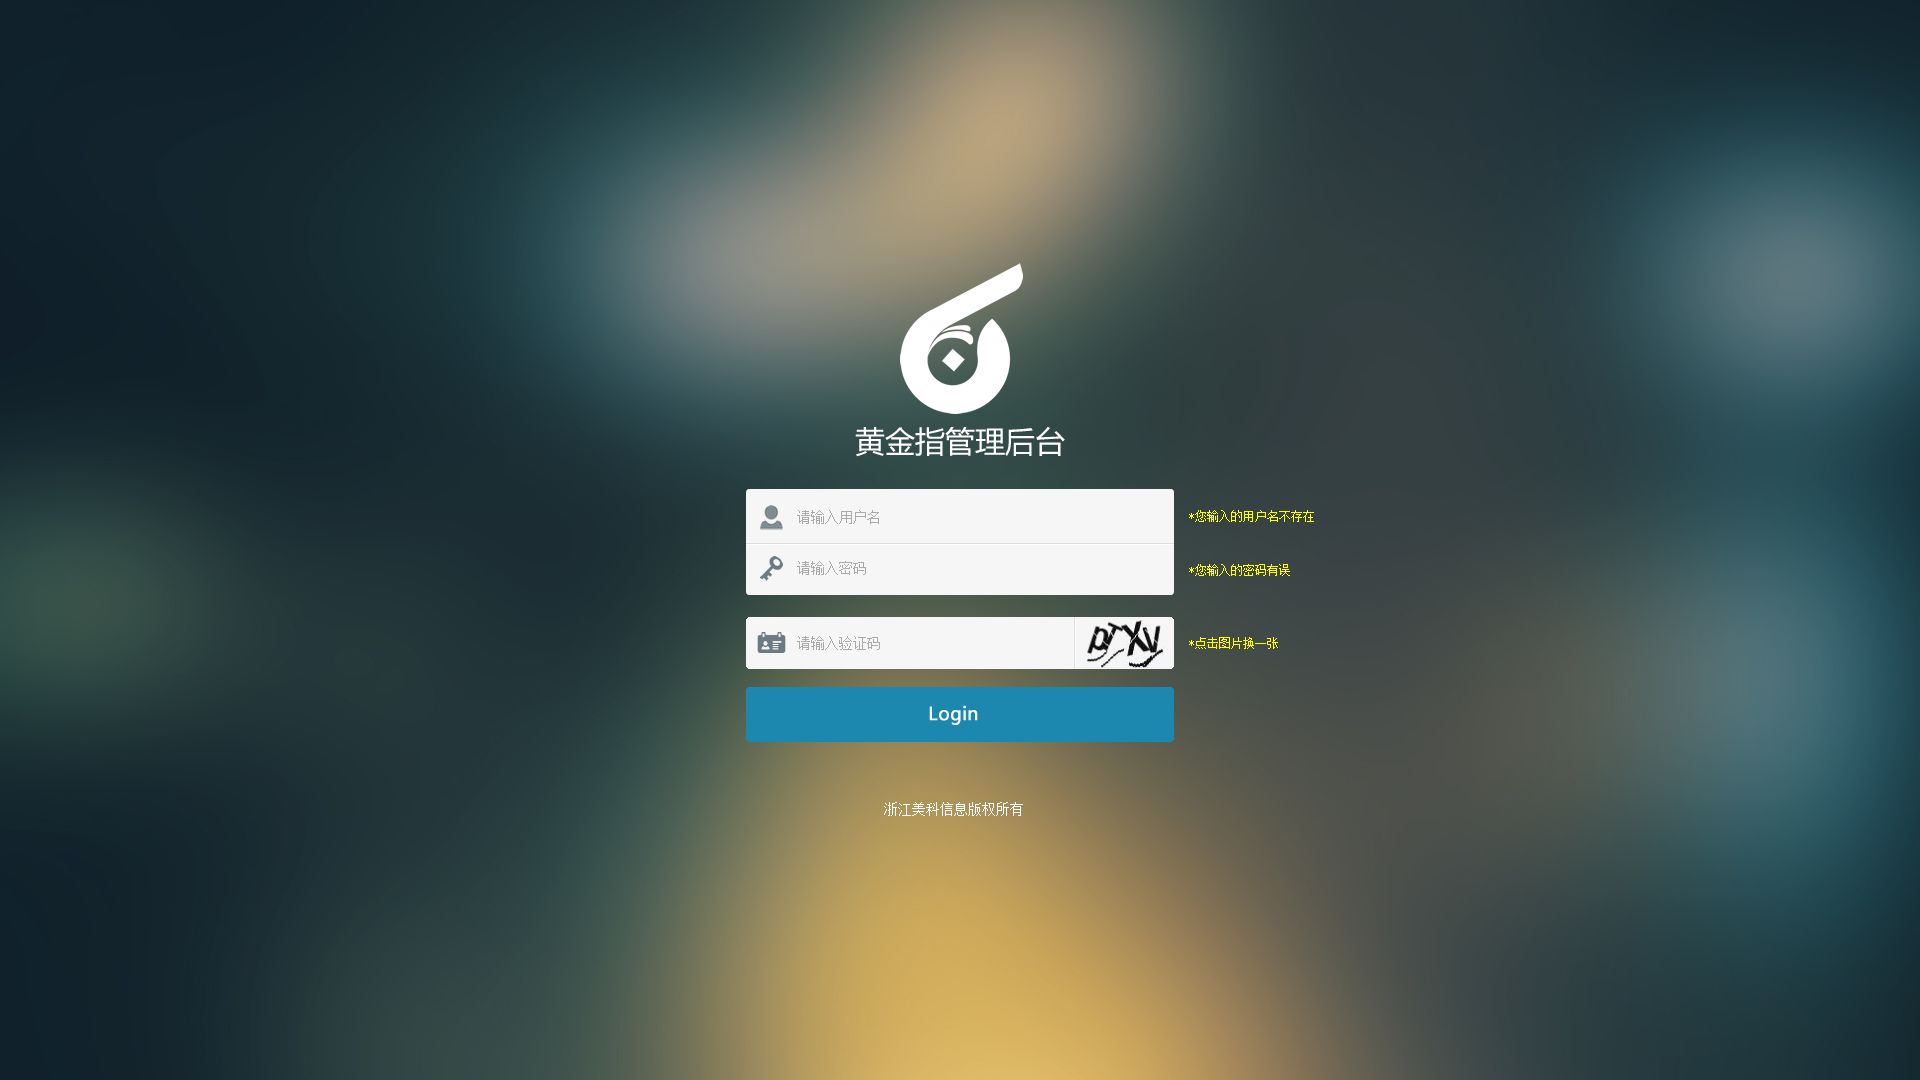 黄金指管理后台
请输入用户名
*您输入的用户名不存在
请输入密码
*您输入的密码有误
请输入验证码
*点击图片换一张
Login
浙江美科信息版权所有